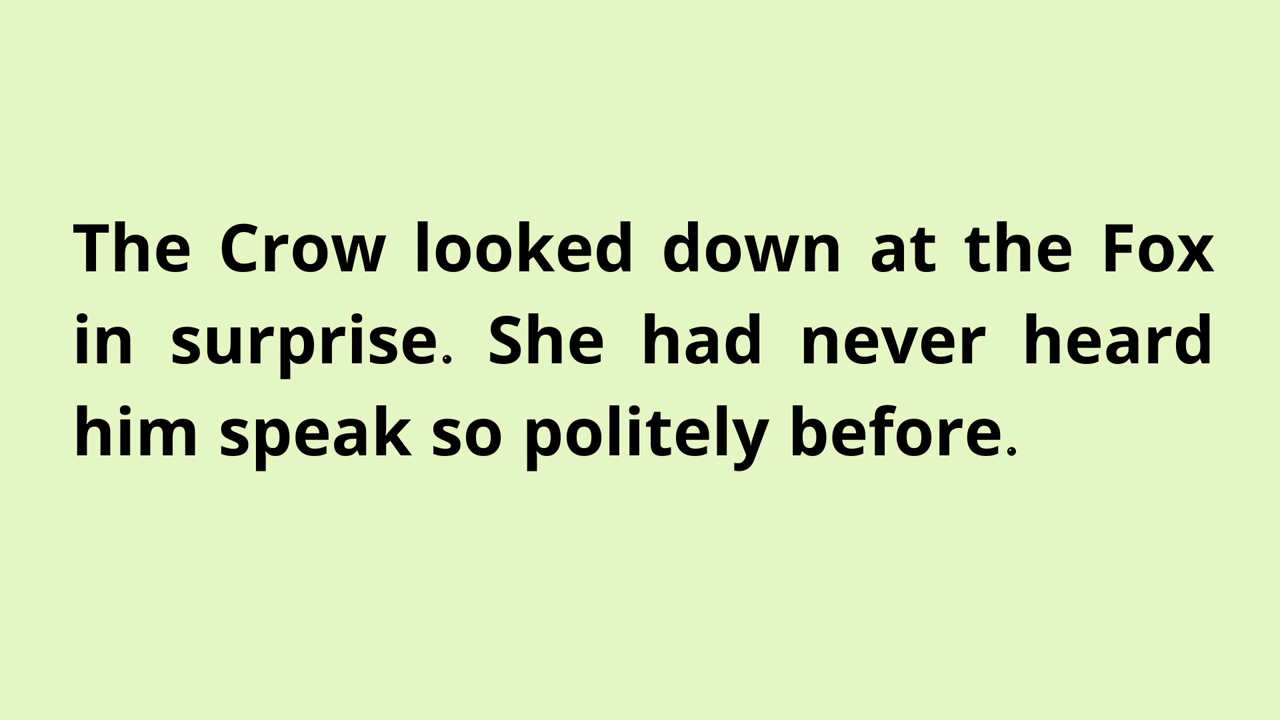 The Crow looked down at the Fox
in surprise. She had never heard
him speak so politely before.